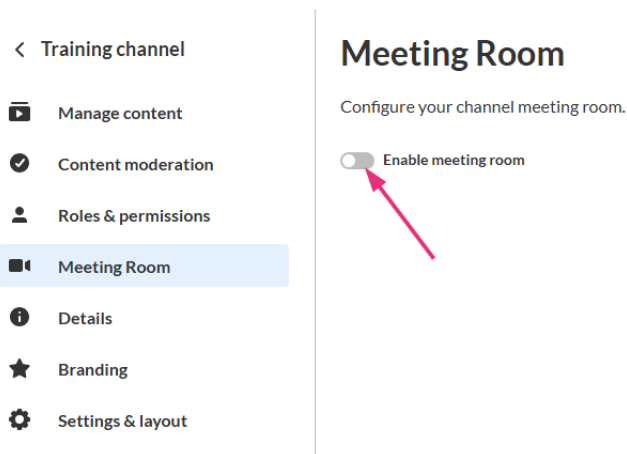 Training channel
Manage content
Content moderation
Roles & permissions
Meeting Room
Details
Branding
Settings & layout
Meeting Room
Configure your channel meeting room.
Enable meeting room